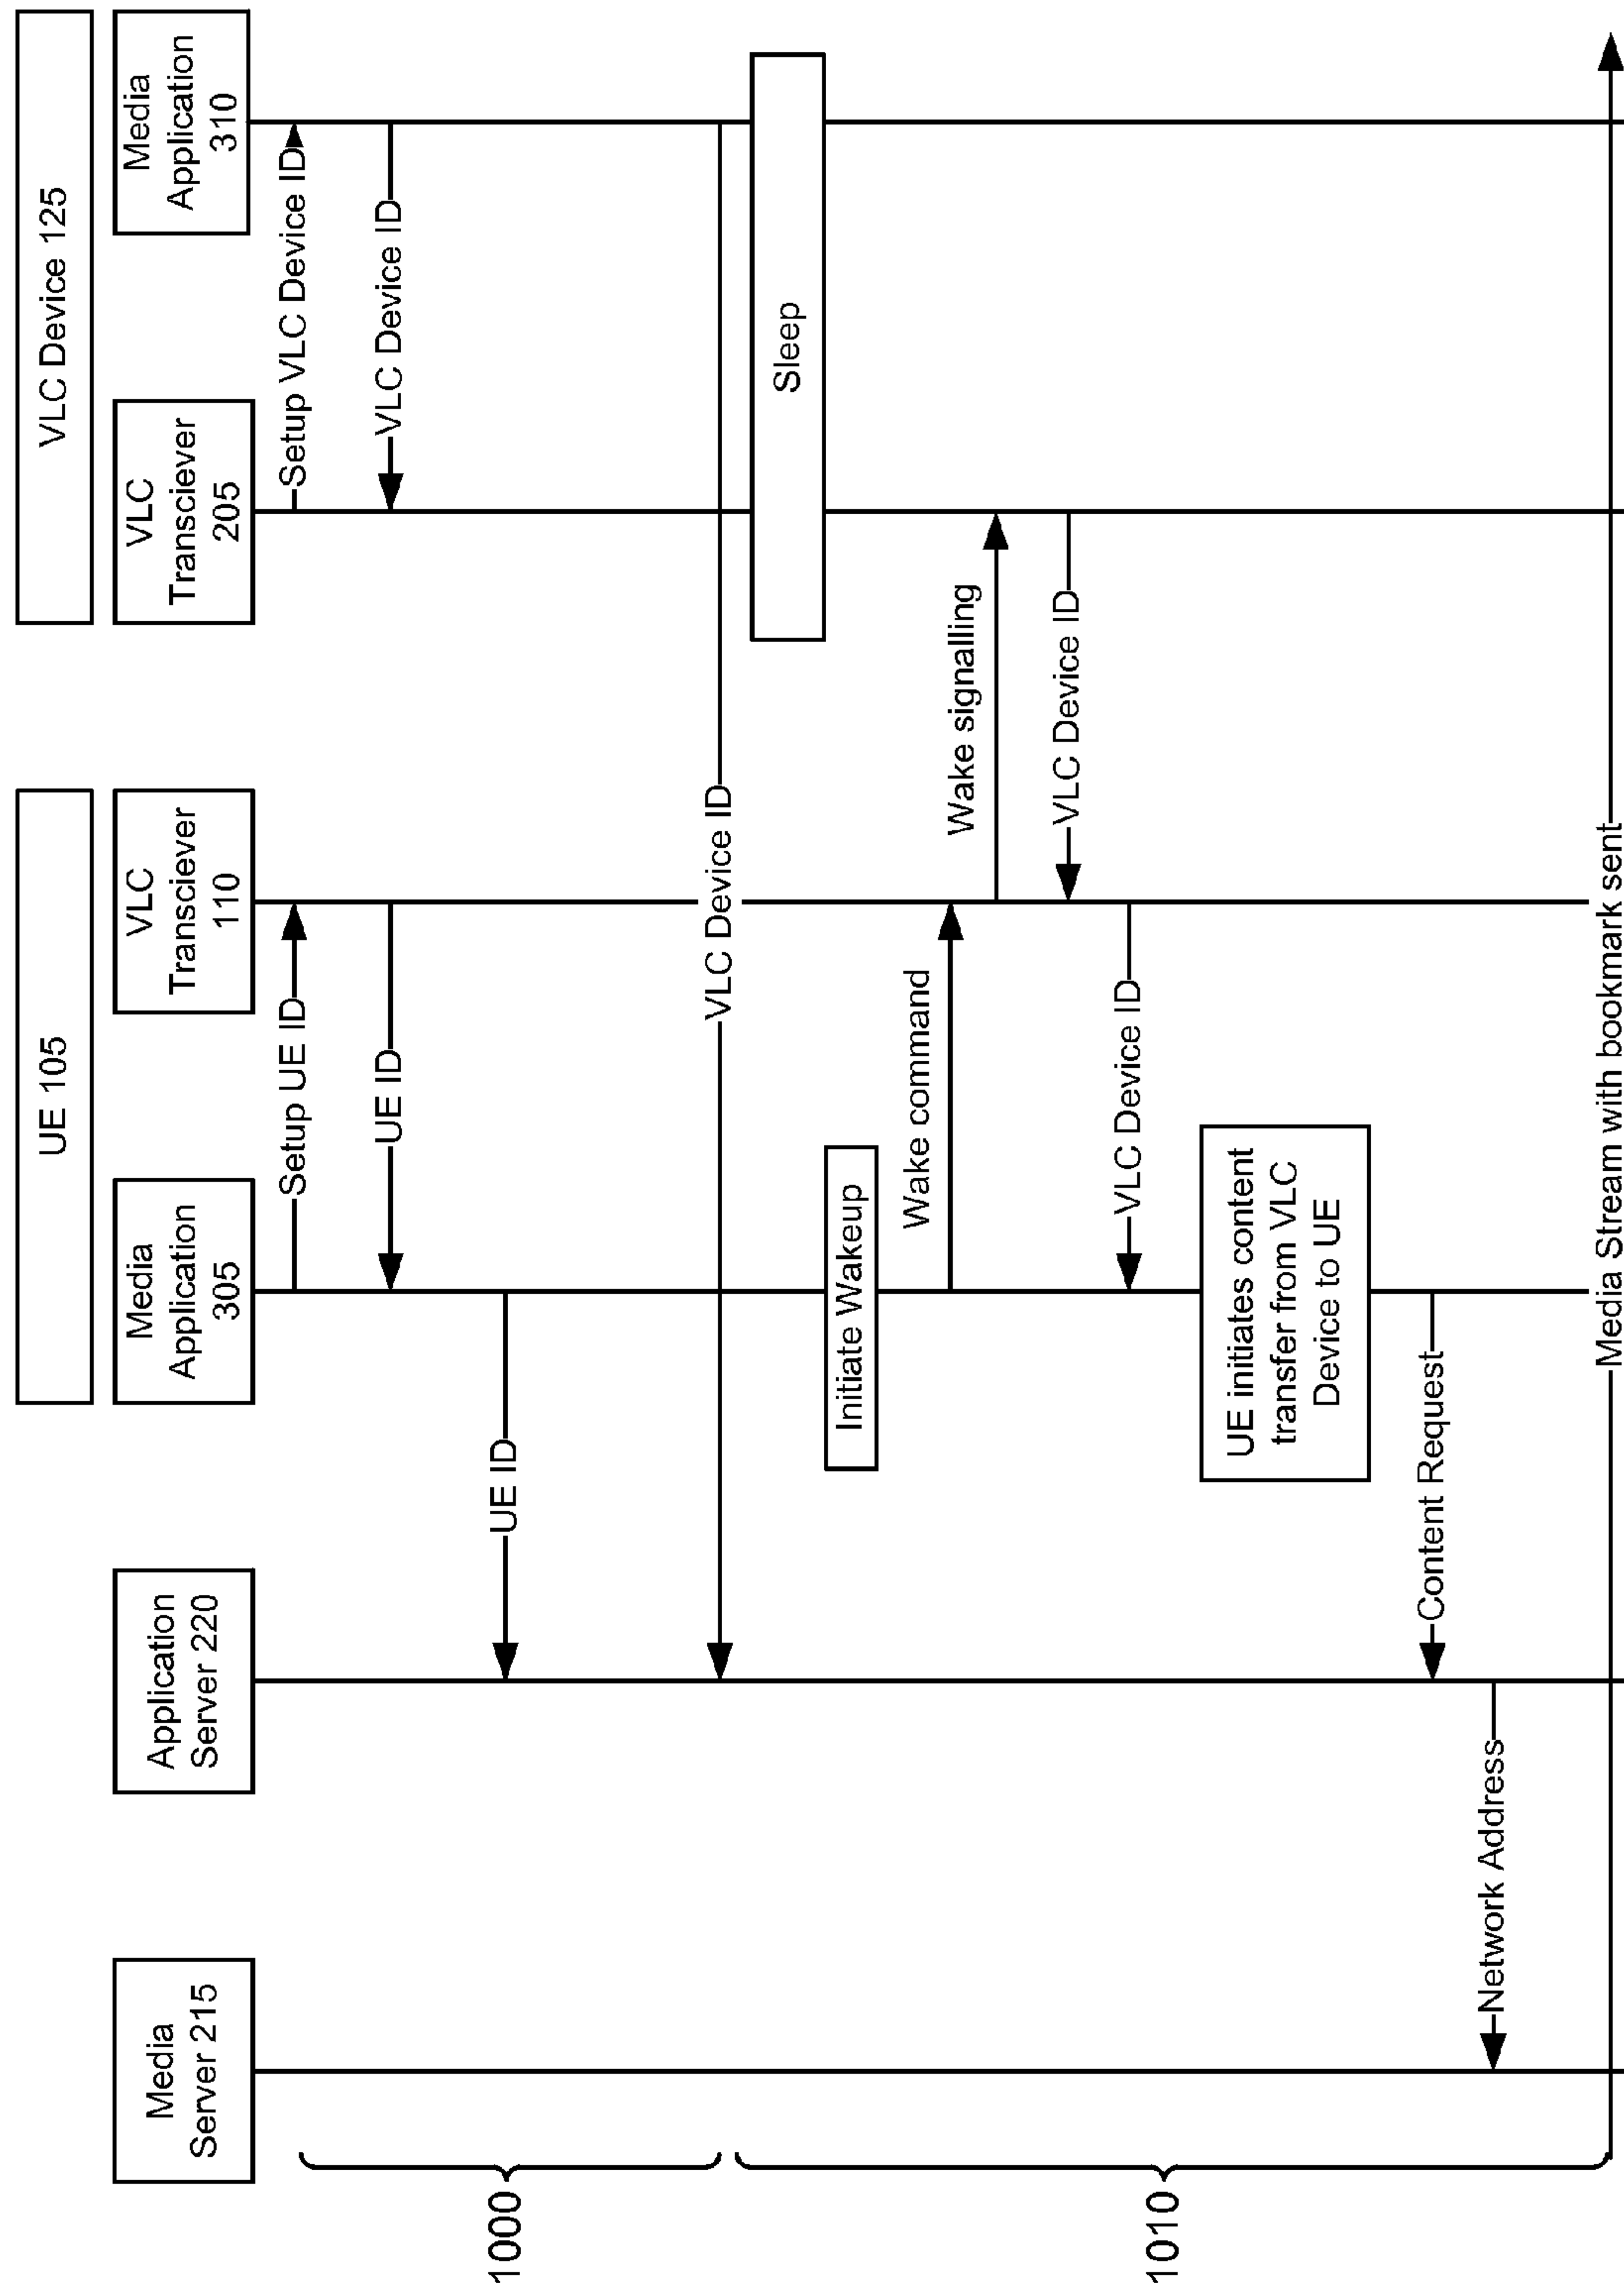 UE 105
VLC Device 125
Media
Server 215
Application
Server 220
Media
Application
305
VLC
Transciever
110
VLC
Transciever
205
Media
Application
310
Setup UE ID
Setup VLC Device ID
UE ID
VLC Device ID
1000
UE ID
VLC Device ID
Sleep
Initiate Wakeup
Wake command
Wake signalling
VLC Device ID
VLC Device ID
1010
UE initiates content
transfer from VLC
Device to UE
Content Request
Network Address
Media Stream with bookmark sent